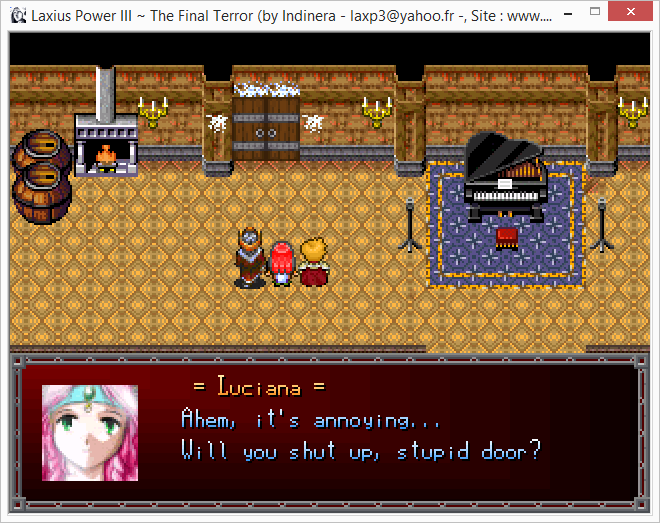 Laxius Power III ~ The Final Terror (by Indinera - laxp3@yahoo.fr -, Site : www....
= Luciana =
Ahem, it's annoying...
Will you shut up, stupid door?